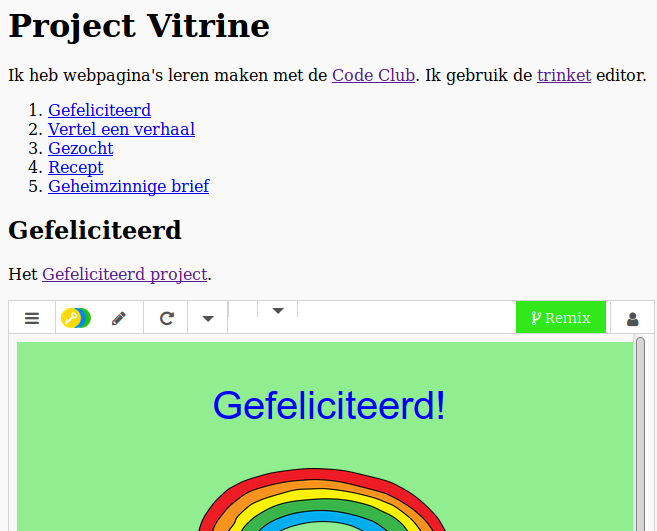 Project Vitrine
Ik heb webpagina's leren maken met de Code Club. Ik gebruik de trinket editor.
1. Gefeliciteerd
2. Vertel een verhaal
3. Gezocht
4. Recept
5. Geheimzinnige brief
Gefeliciteerd
Het Gefeliciteerd project.
Remix
Gefeliciteerd!